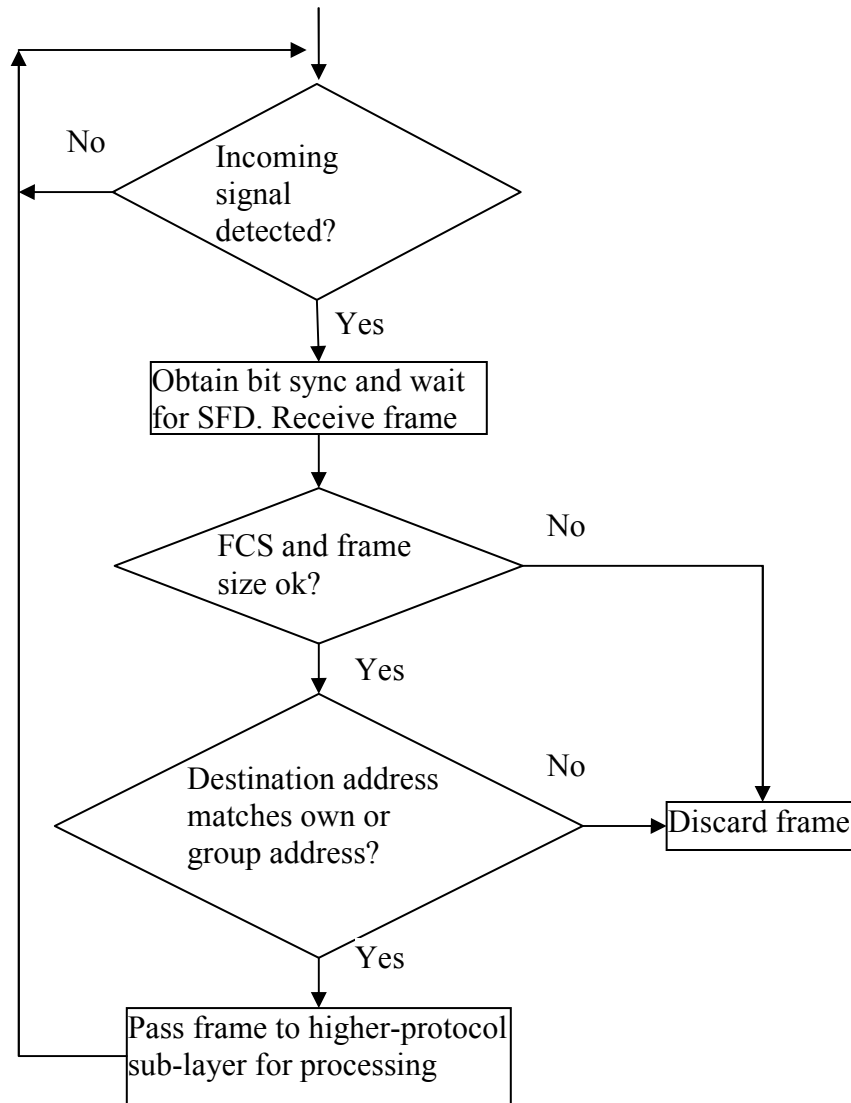 No
Incoming
signal
detected?
Yes
Obtain bit sync and wait
for SFD. Receive frame
No
FCS and frame
size ok?
Yes
No
Destination address
matches own or
group address?
Discard frame
Yes
Pass frame to higher-protocol
sub-layer for processing